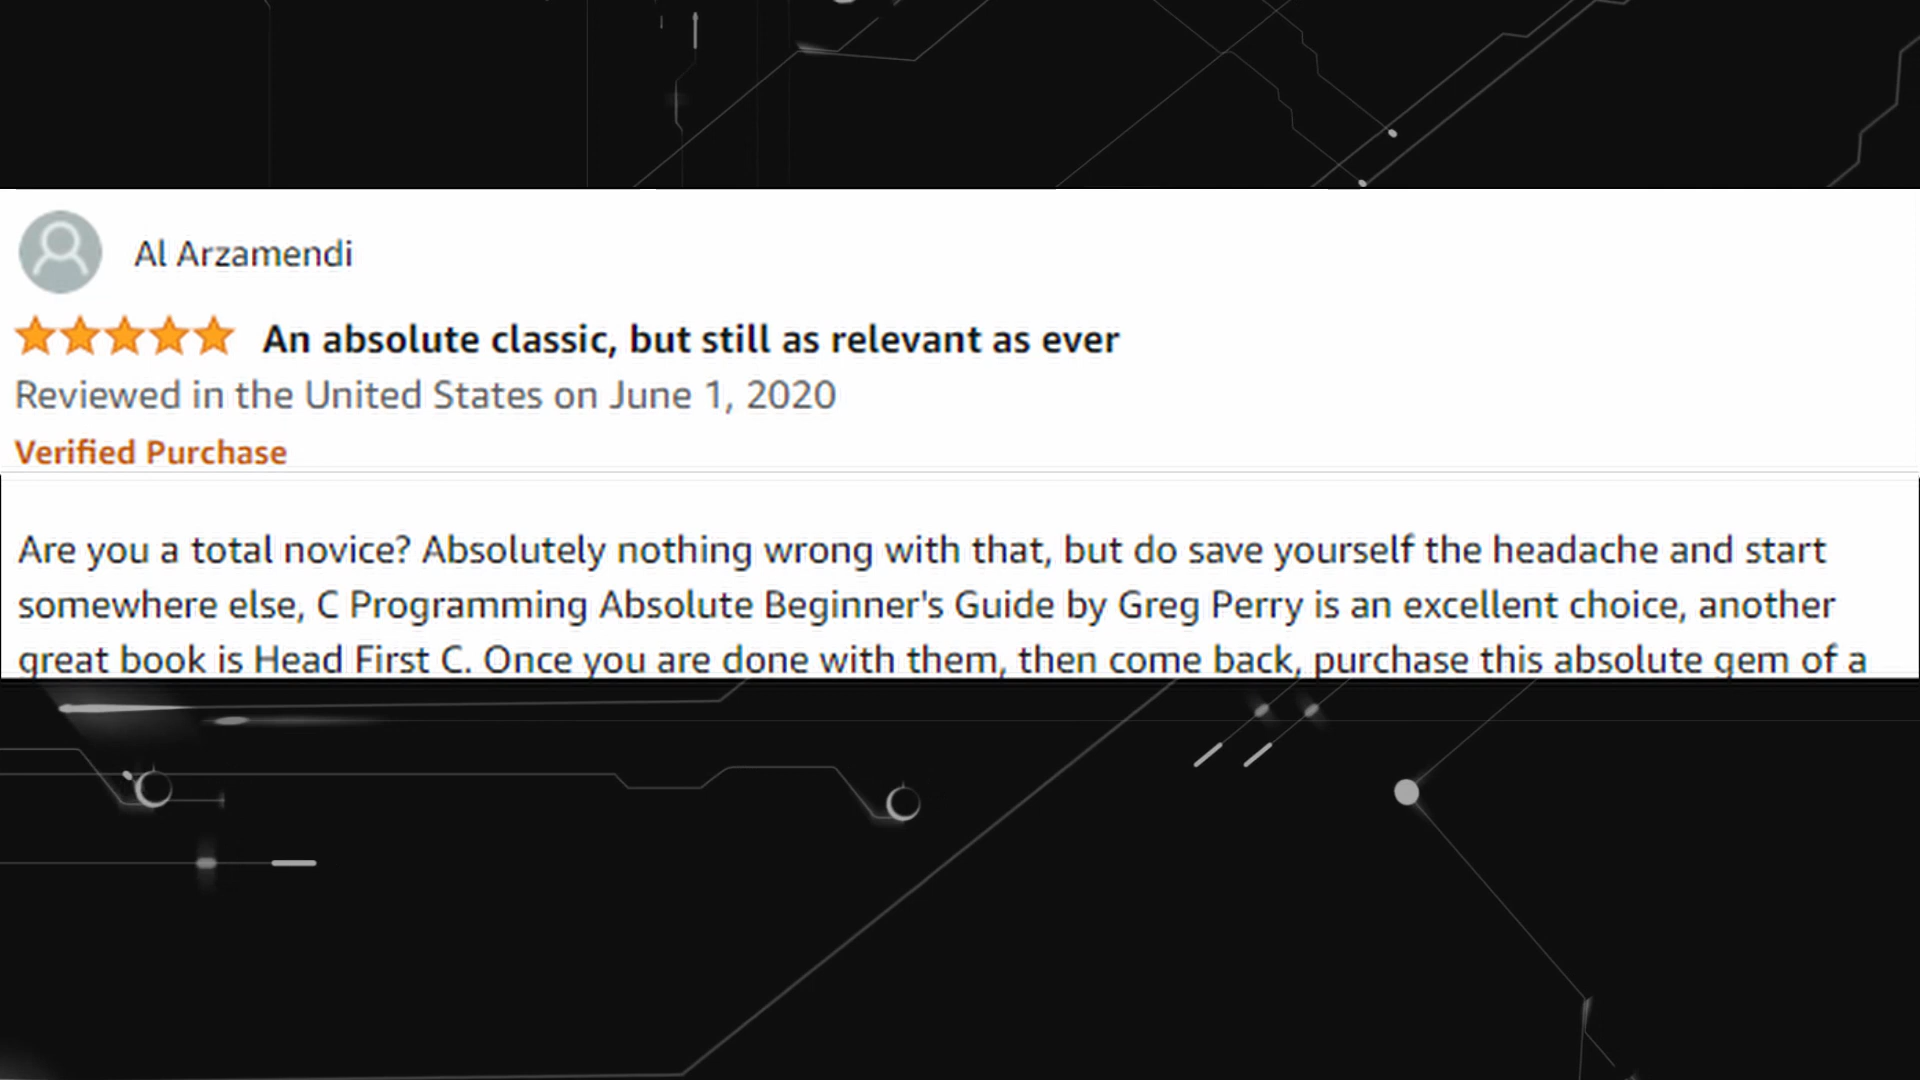 Al Arzamendi
An absolute classic, but still as relevant as ever
Reviewed in the United States on June 1, 2020
Verified Purchase
Are you a total novice? Absolutely nothing wrong with that, but do save yourself the headache and start
somewhere else, C Programming Absolute Beginner's Guide by Greg Perry is an excellent choice, another
great book is Head First C. Once you are done with them, then come back, purchase this absolute gem of a